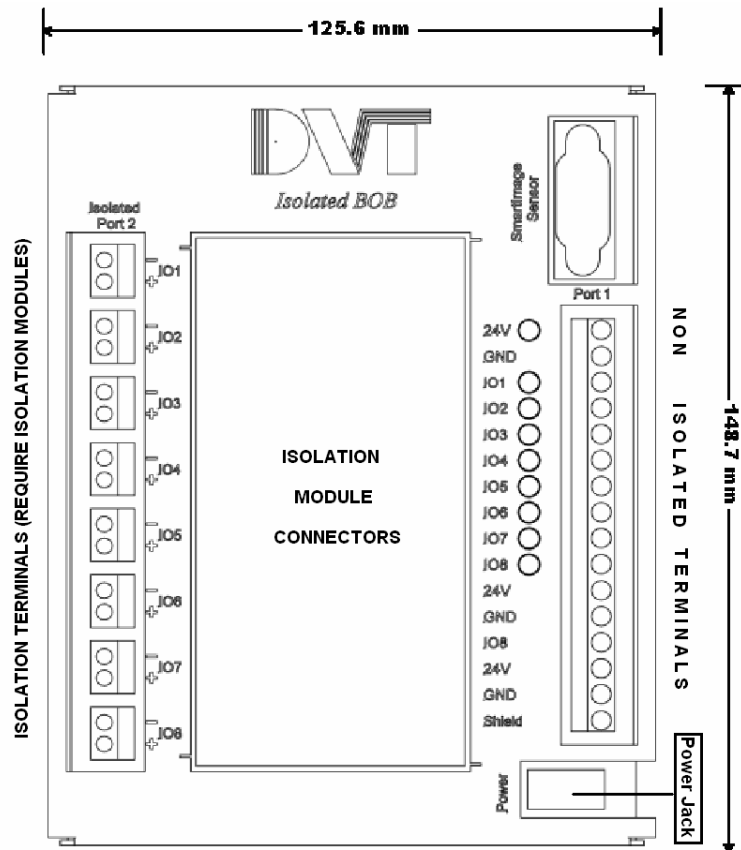 125.6 mm
DVT
Isolated BOB
Isolated
Port 2
IO1
IO2
IO3
IO4
IO5
IO6
IO7
IO8
ISOLATION TERMINALS (REQUIRE ISOLATION MODULES)
ISOLATION
MODULE
CONNECTORS
SmartImage
Sensor
Port 1
24V
GND
IO1
IO2
IO3
IO4
IO5
IO6
IO7
IO8
24V
GND
IO8
24V
GND
Shield
Power
NON ISOLATED TERMINALS
148.7 mm
Power Jack